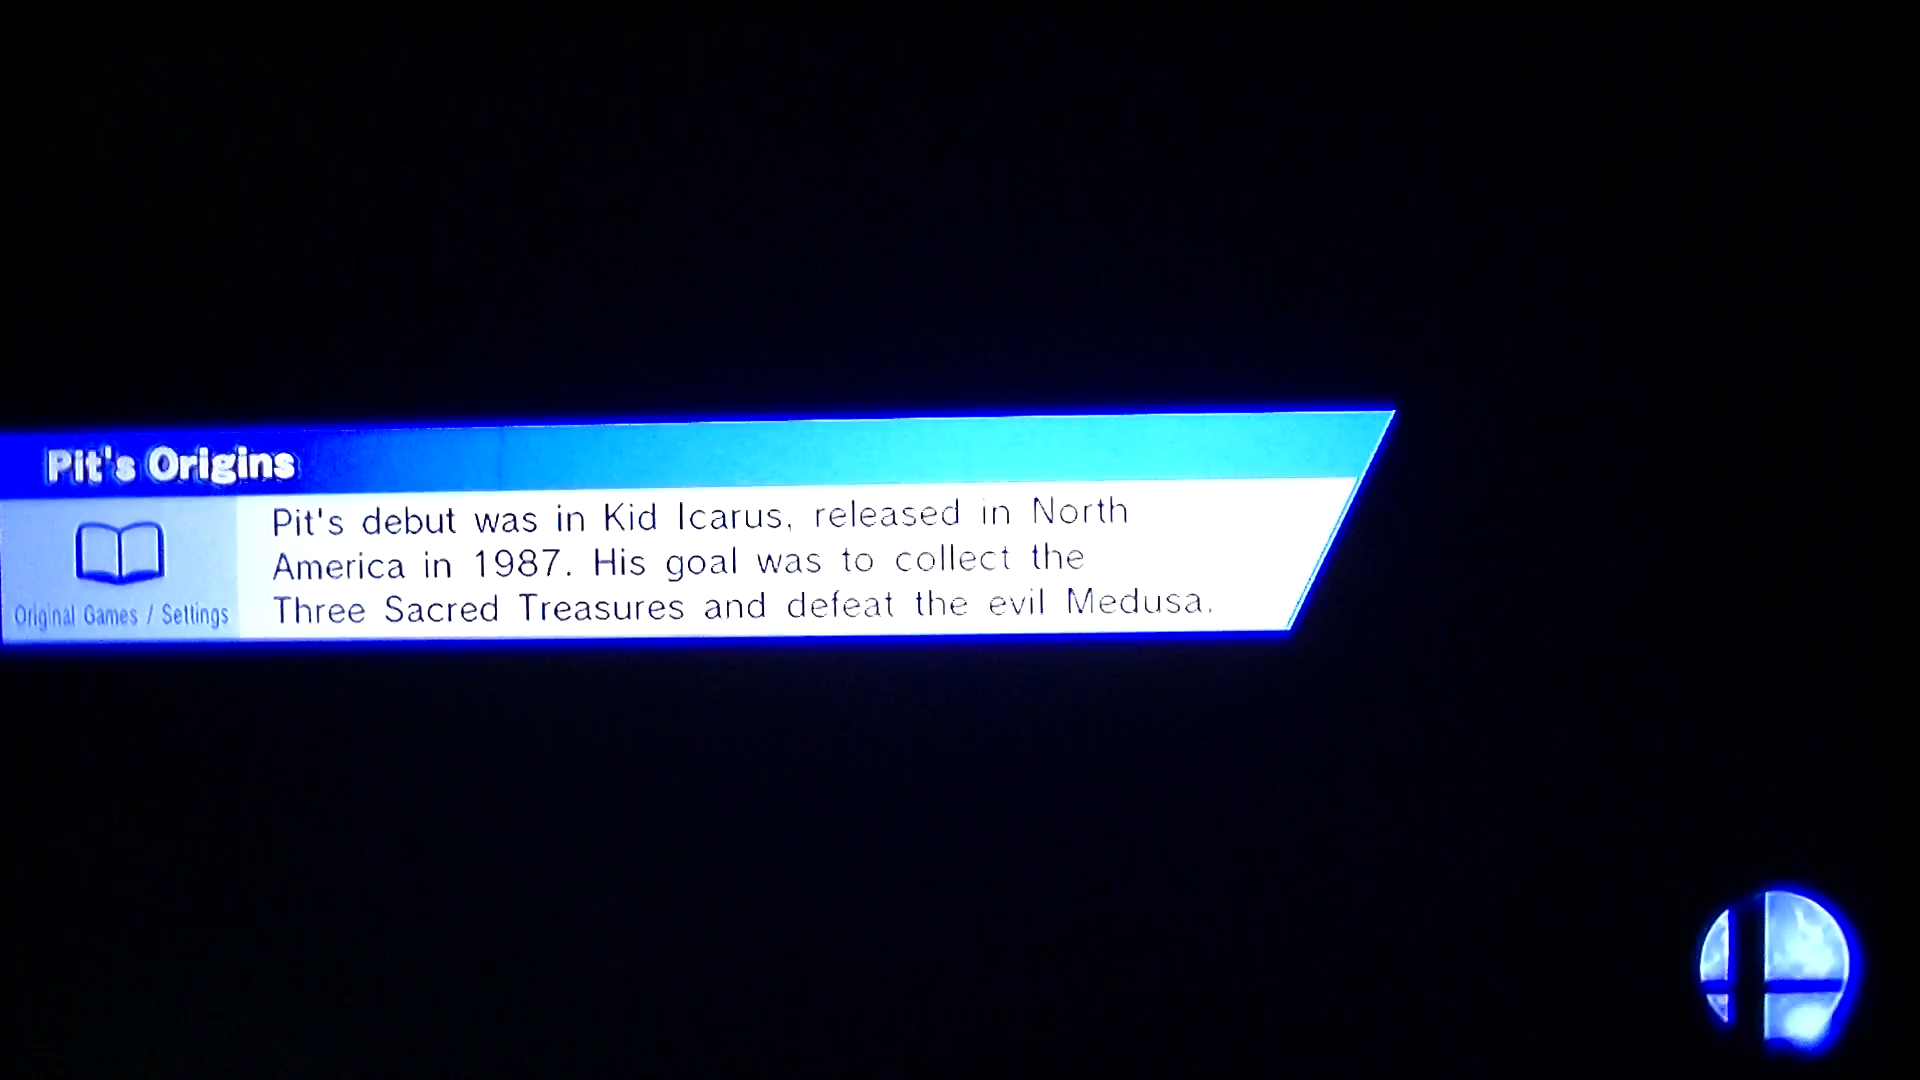 Pit's Origins
Original Games / Settings
Pit's debut was in Kid Icarus, released in North
America in 1987. His goal was to collect the
Three Sacred Treasures and defeat the evil Medusa.